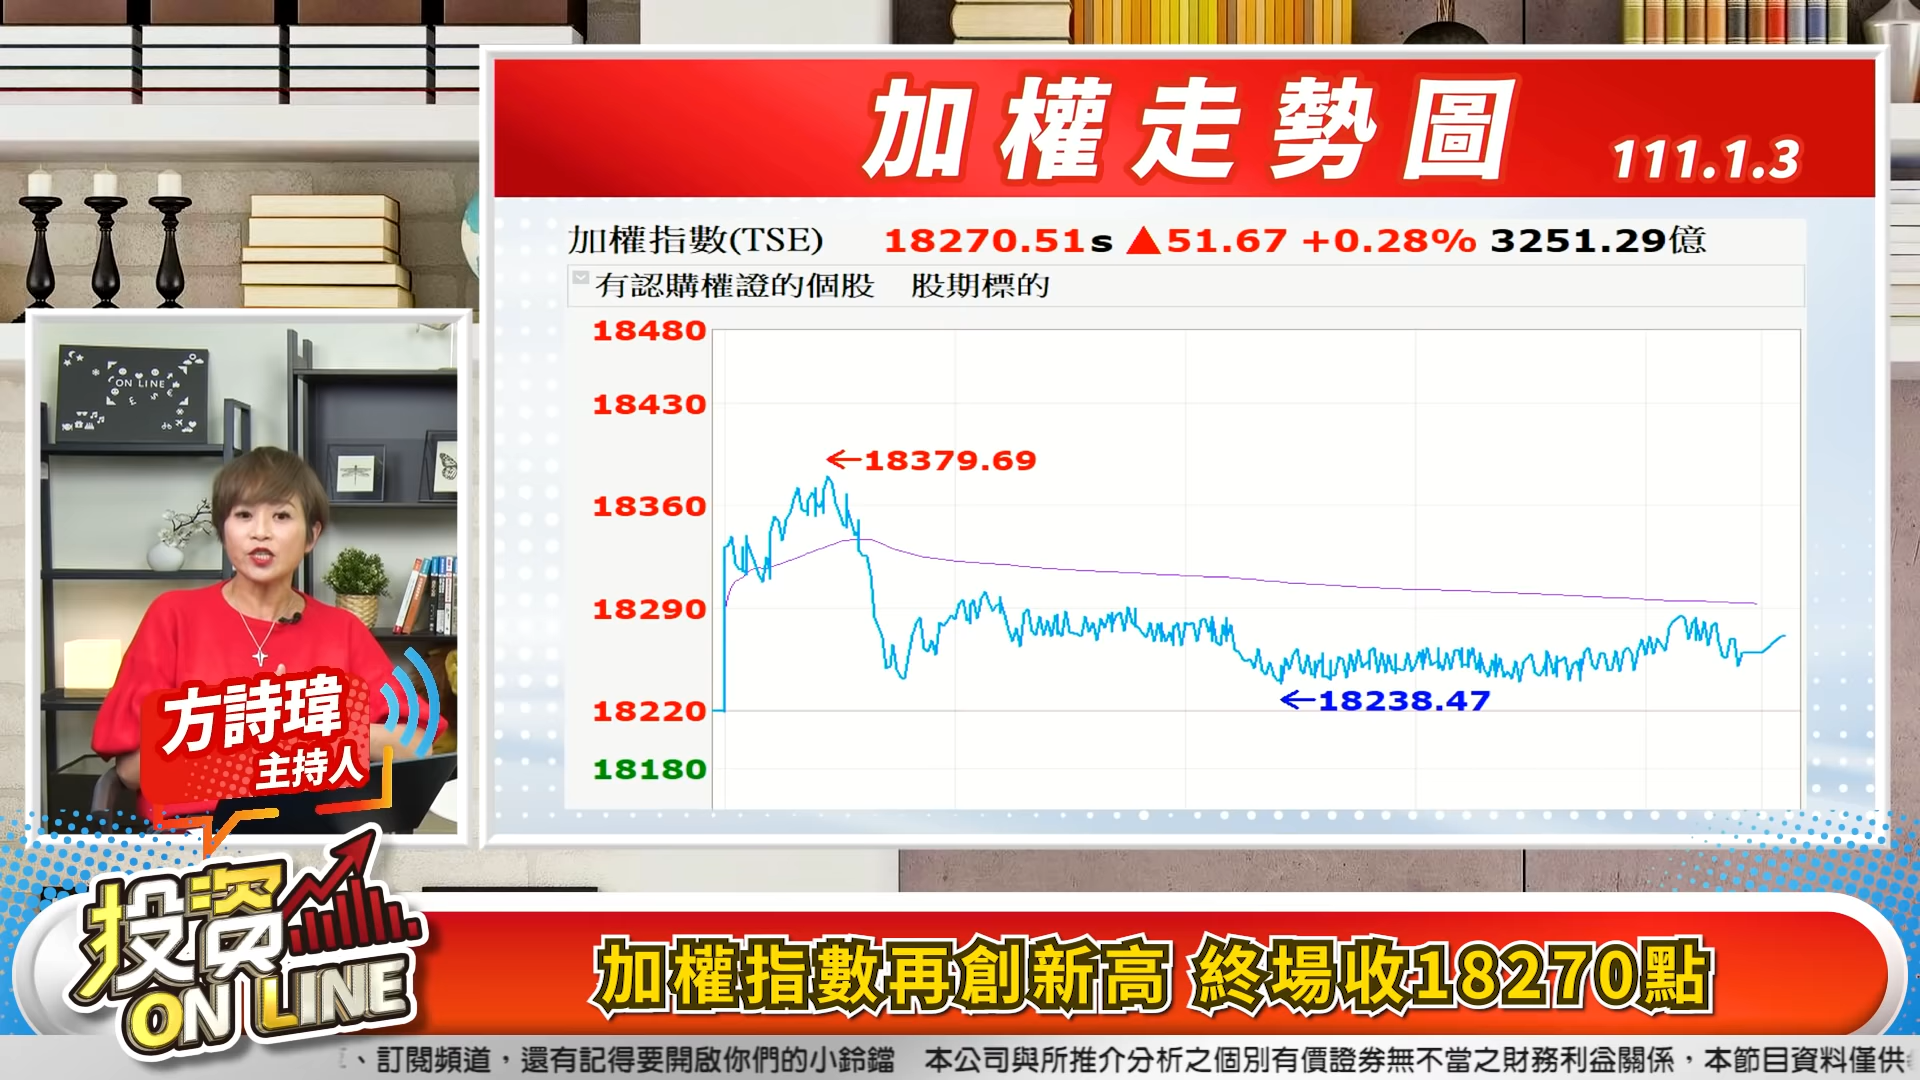 加權走勢圖 111.1.3
加權指數(TSE) 18270.51s ▲51.67 +0.28% 3251.29億
有認購權證的個股 股期標的
18480
18430
←18379.69
18360
18290
←18238.47
18220
18180
ON LINE
方詩瑋
主持人
投資
ON LINE
加權指數再創新高 終場收18270點
、訂閱頻道，還有記得要開啟你們的小鈴鐺 本公司與所推介分析之個別有價證券無不當之財務利益關係，本節目資料僅供